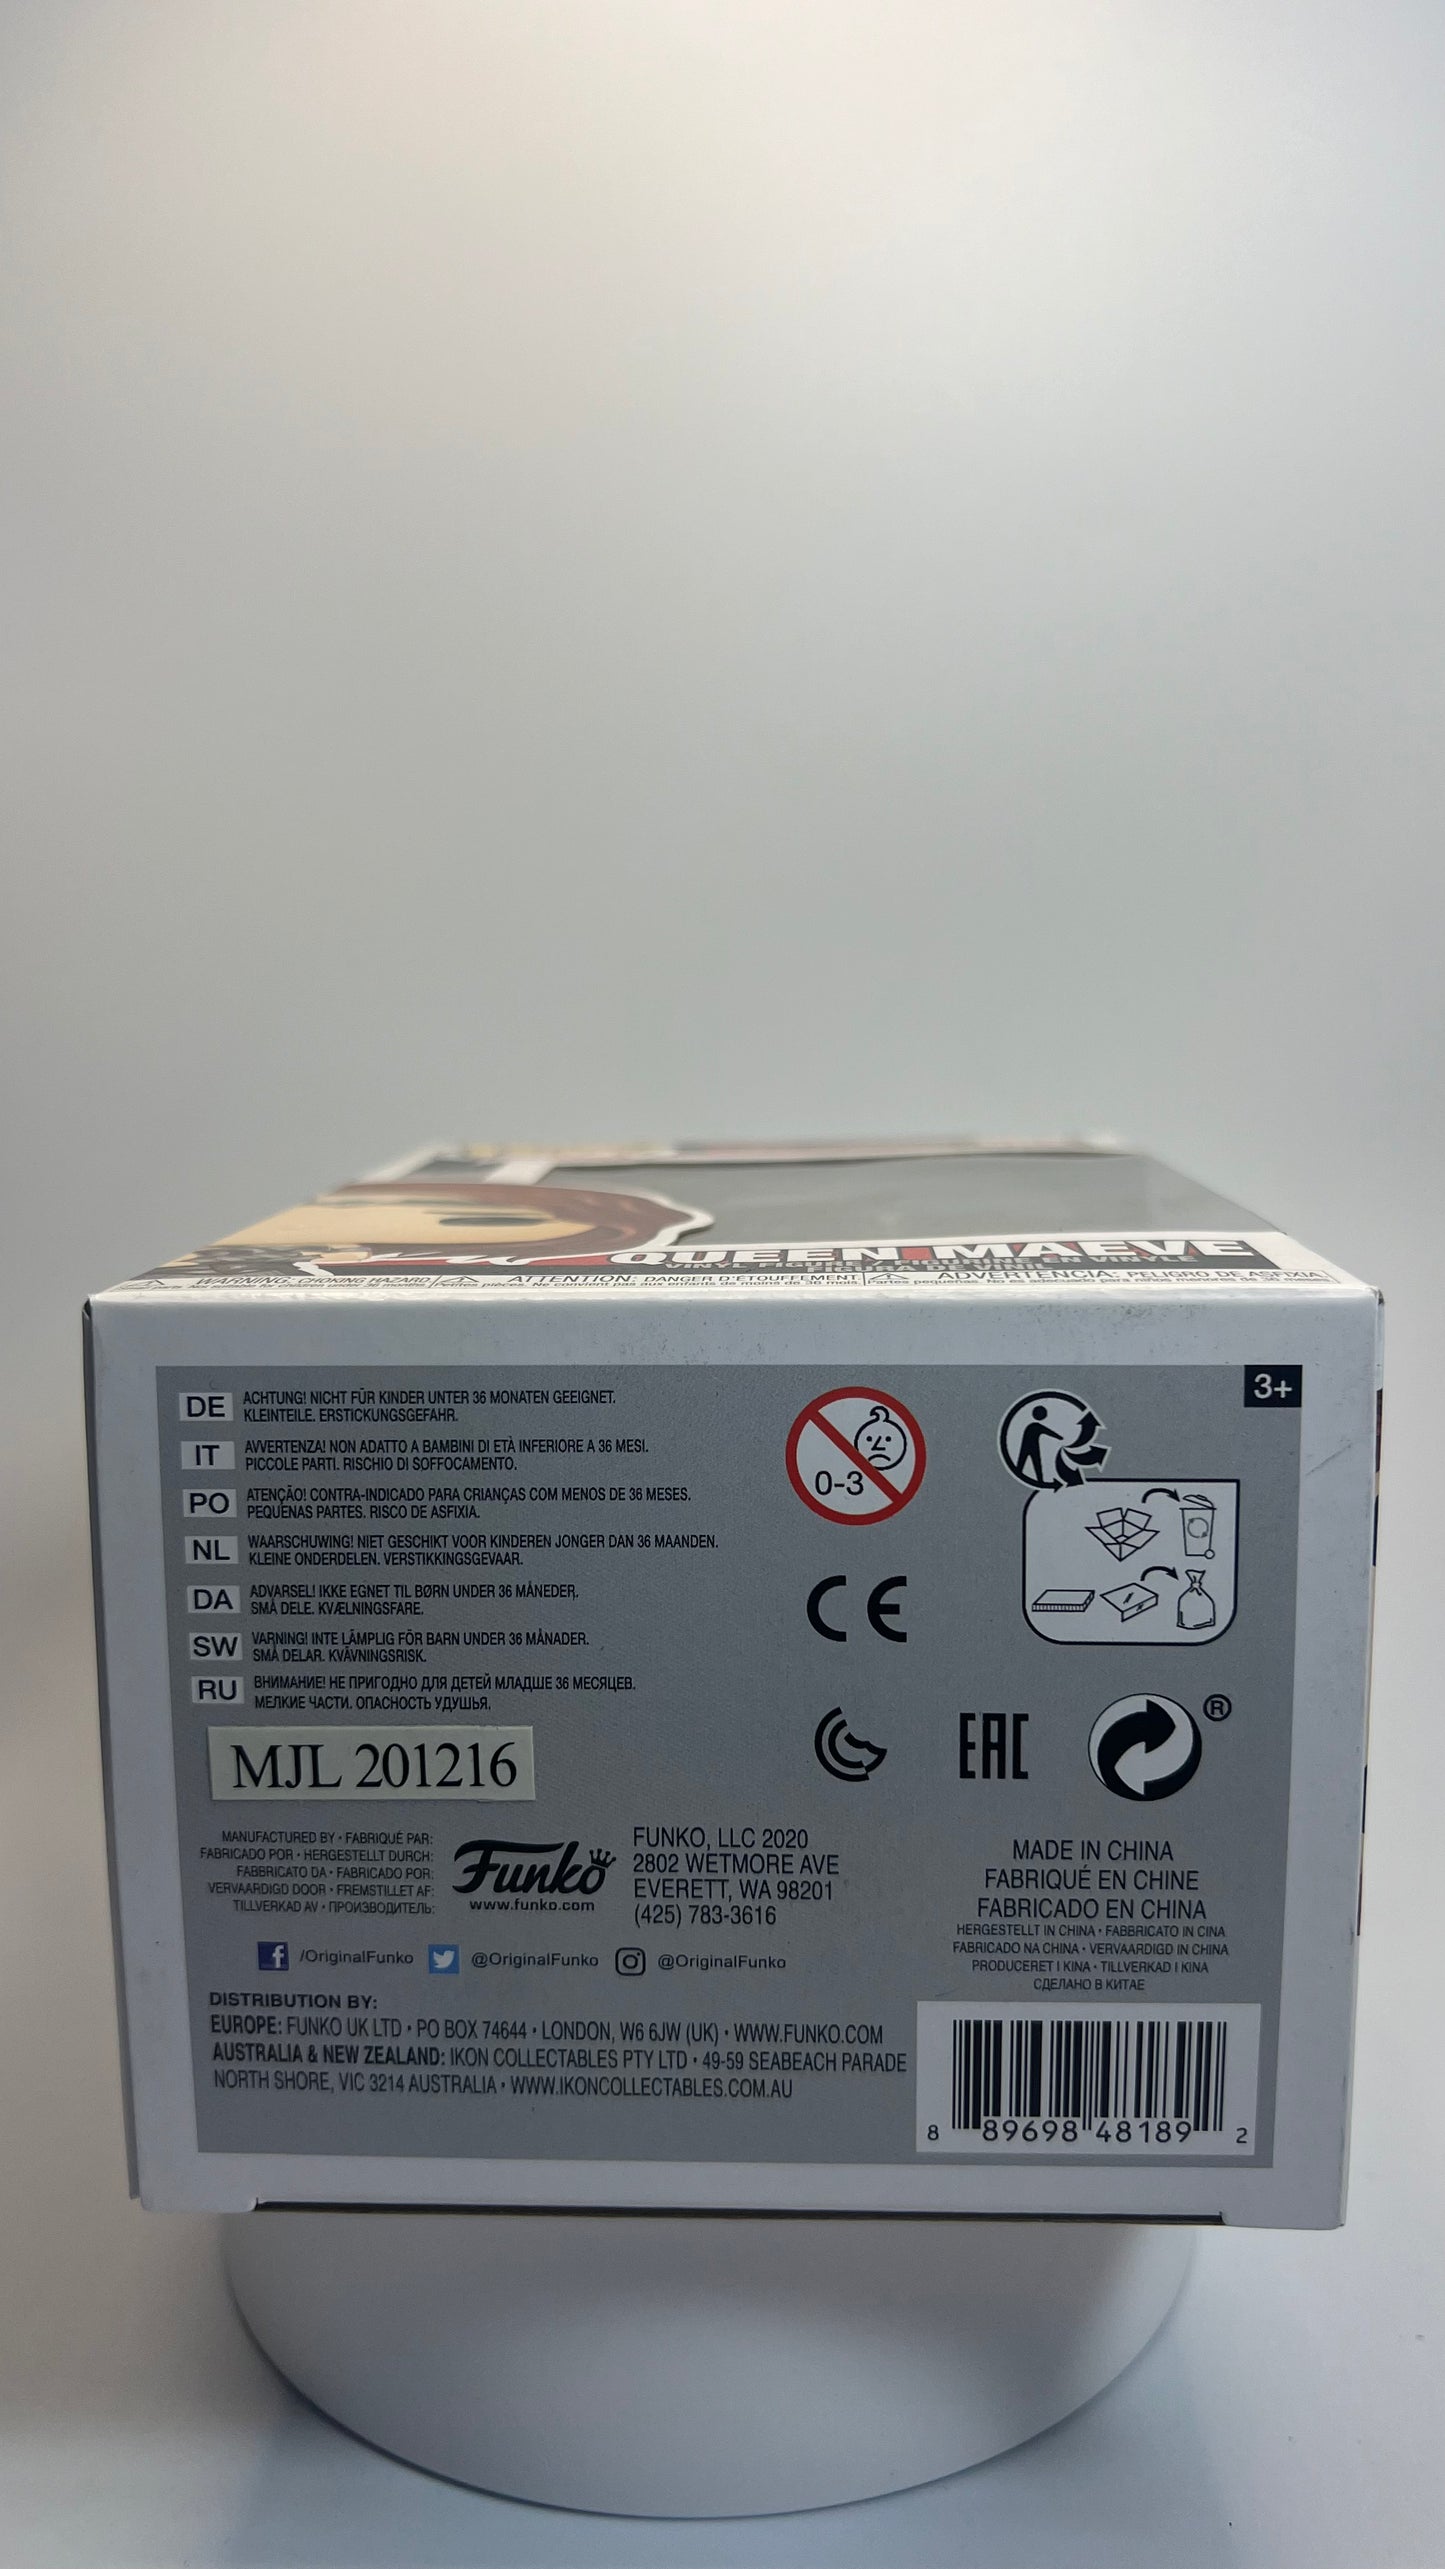 QUEEN MAEVE
VINYL FIGURE / FIGURINE EN VINYLE
FIGURA DE VINIL
WARNING: CHOKING HAZARD
ATTENTION: DANGER D'ÉTOUFFEMENT
ADVERTENCIA: PELIGRO DE ASFIXIA
3+
DE ACHTUNG! NICHT FÜR KINDER UNTER 36 MONATEN GEEIGNET.
KLEINTEILE. ERSTICKUNGSGEFAHR.
IT AVVERTENZA! NON ADATTO A BAMBINI DI ETÀ INFERIORE A 36 MESI.
PICCOLE PARTI. RISCHIO DI SOFFOCAMENTO.
PO ATENÇÃO! CONTRA-INDICADO PARA CRIANÇAS COM MENOS DE 36 MESES.
PEQUENAS PARTES. RISCO DE ASFIXIA.
NL WAARSCHUWING! NIET GESCHIKT VOOR KINDEREN JONGER DAN 36 MAANDEN.
KLEINE ONDERDELEN. VERSTIKKINGSGEVAAR.
DA ADVARSEL! IKKE EGNET TIL BØRN UNDER 36 MÅNEDER.
SMÅ DELE. KVÆLNINGSFARE.
SW VARNING! INTE LÄMPLIG FÖR BARN UNDER 36 MÅNADER.
SMÅ DELAR. KVÄVNINGSRISK.
RU ВНИМАНИЕ! НЕ ПРИГОДНО ДЛЯ ДЕТЕЙ МЛАДШЕ 36 МЕСЯЦЕВ.
МЕЛКИЕ ЧАСТИ. ОПАСНОСТЬ УДУШЬЯ.
0-3
CE
EAC
®
MJL 201216
MANUFACTURED BY • FABRIQUÉ PAR:
FABRICADO POR • HERGESTELLT DURCH:
FABBRICATO DA • FABRICADO POR:
VERVAARDIGD DOOR • FREMSTILLET AF:
TILLVERKAD AV • ПРОИЗВОДИТЕЛЬ:
Funko
www.funko.com
FUNKO, LLC 2020
2802 WETMORE AVE
EVERETT, WA 98201
(425) 783-3616
MADE IN CHINA
FABRIQUÉ EN CHINE
FABRICADO EN CHINA
HERGESTELLT IN CHINA • FABBRICATO IN CINA
FABRICADO NA CHINA • VERVAARDIGD IN CHINA
PRODUCERET I KINA • TILLVERKAD I KINA
СДЕЛАНО В КИТАЕ
/OriginalFunko @OriginalFunko @OriginalFunko
DISTRIBUTION BY:
EUROPE: FUNKO UK LTD • PO BOX 74644 • LONDON, W6 6JW (UK) • WWW.FUNKO.COM
AUSTRALIA & NEW ZEALAND: IKON COLLECTABLES PTY LTD • 49-59 SEABEACH PARADE
NORTH SHORE, VIC 3214 AUSTRALIA • WWW.IKONCOLLECTABLES.COM.AU
8 89698 48189 2